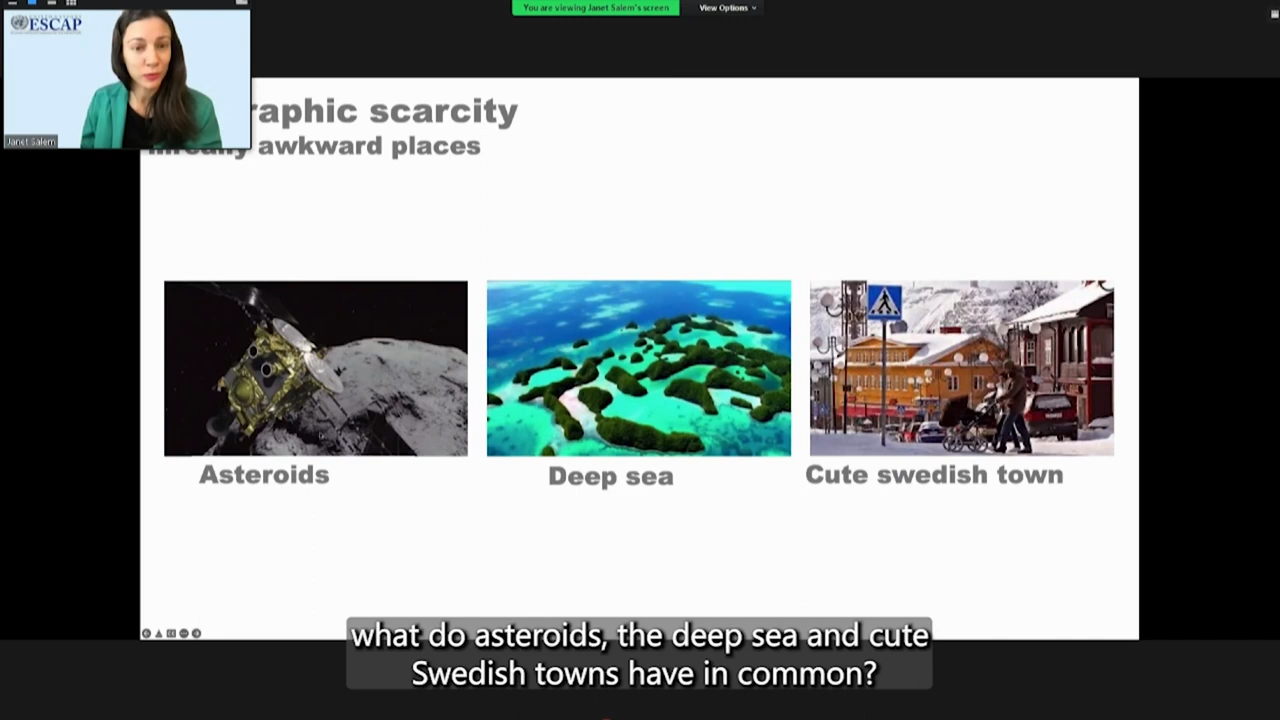 You are viewing Janet Salem's screen
View Options
ESCAP
Janet Salem
raphic scarcity
awkward places
Asteroids
Deep sea
Cute swedish town
what do asteroids, the deep sea and cute
Swedish towns have in common?